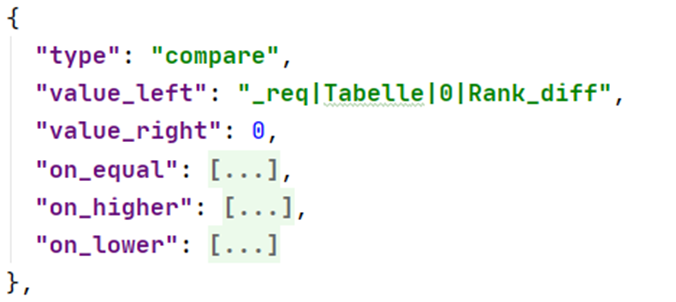 {
"type": "compare",
"value_left": "_req|Tabelle|0|Rank_diff",
"value_right": 0,
"on_equal": [...],
"on_higher": [...],
"on_lower": [...]
},